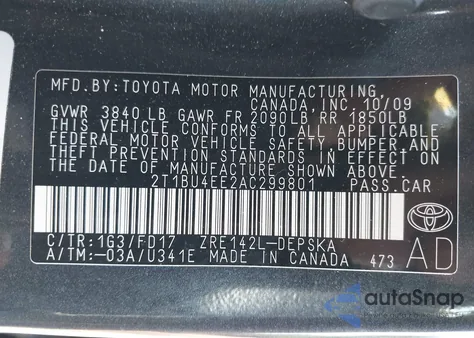 MFD. BY: TOYOTA MOTOR MANUFACTURING,
CANADA, INC. 10/09
GVWR 3840 LB GAWR FR 2090LB RR 1850LB
THIS VEHICLE CONFORMS TO ALL APPLICABLE
FEDERAL MOTOR VEHICLE SAFETY BUMPER, AND
THEFT PREVENTION STANDARDS IN EFFECT ON
THE DATE OF MANUFACTURE SHOWN ABOVE.
2T1BU4EE2AC299801 PASS. CAR
C/TR: 1G3/FD17 ZRE142L-DEPSKA
A/TM: -03A/U341E MADE IN CANADA 473
AD
autoSnap
Powered by carsfast